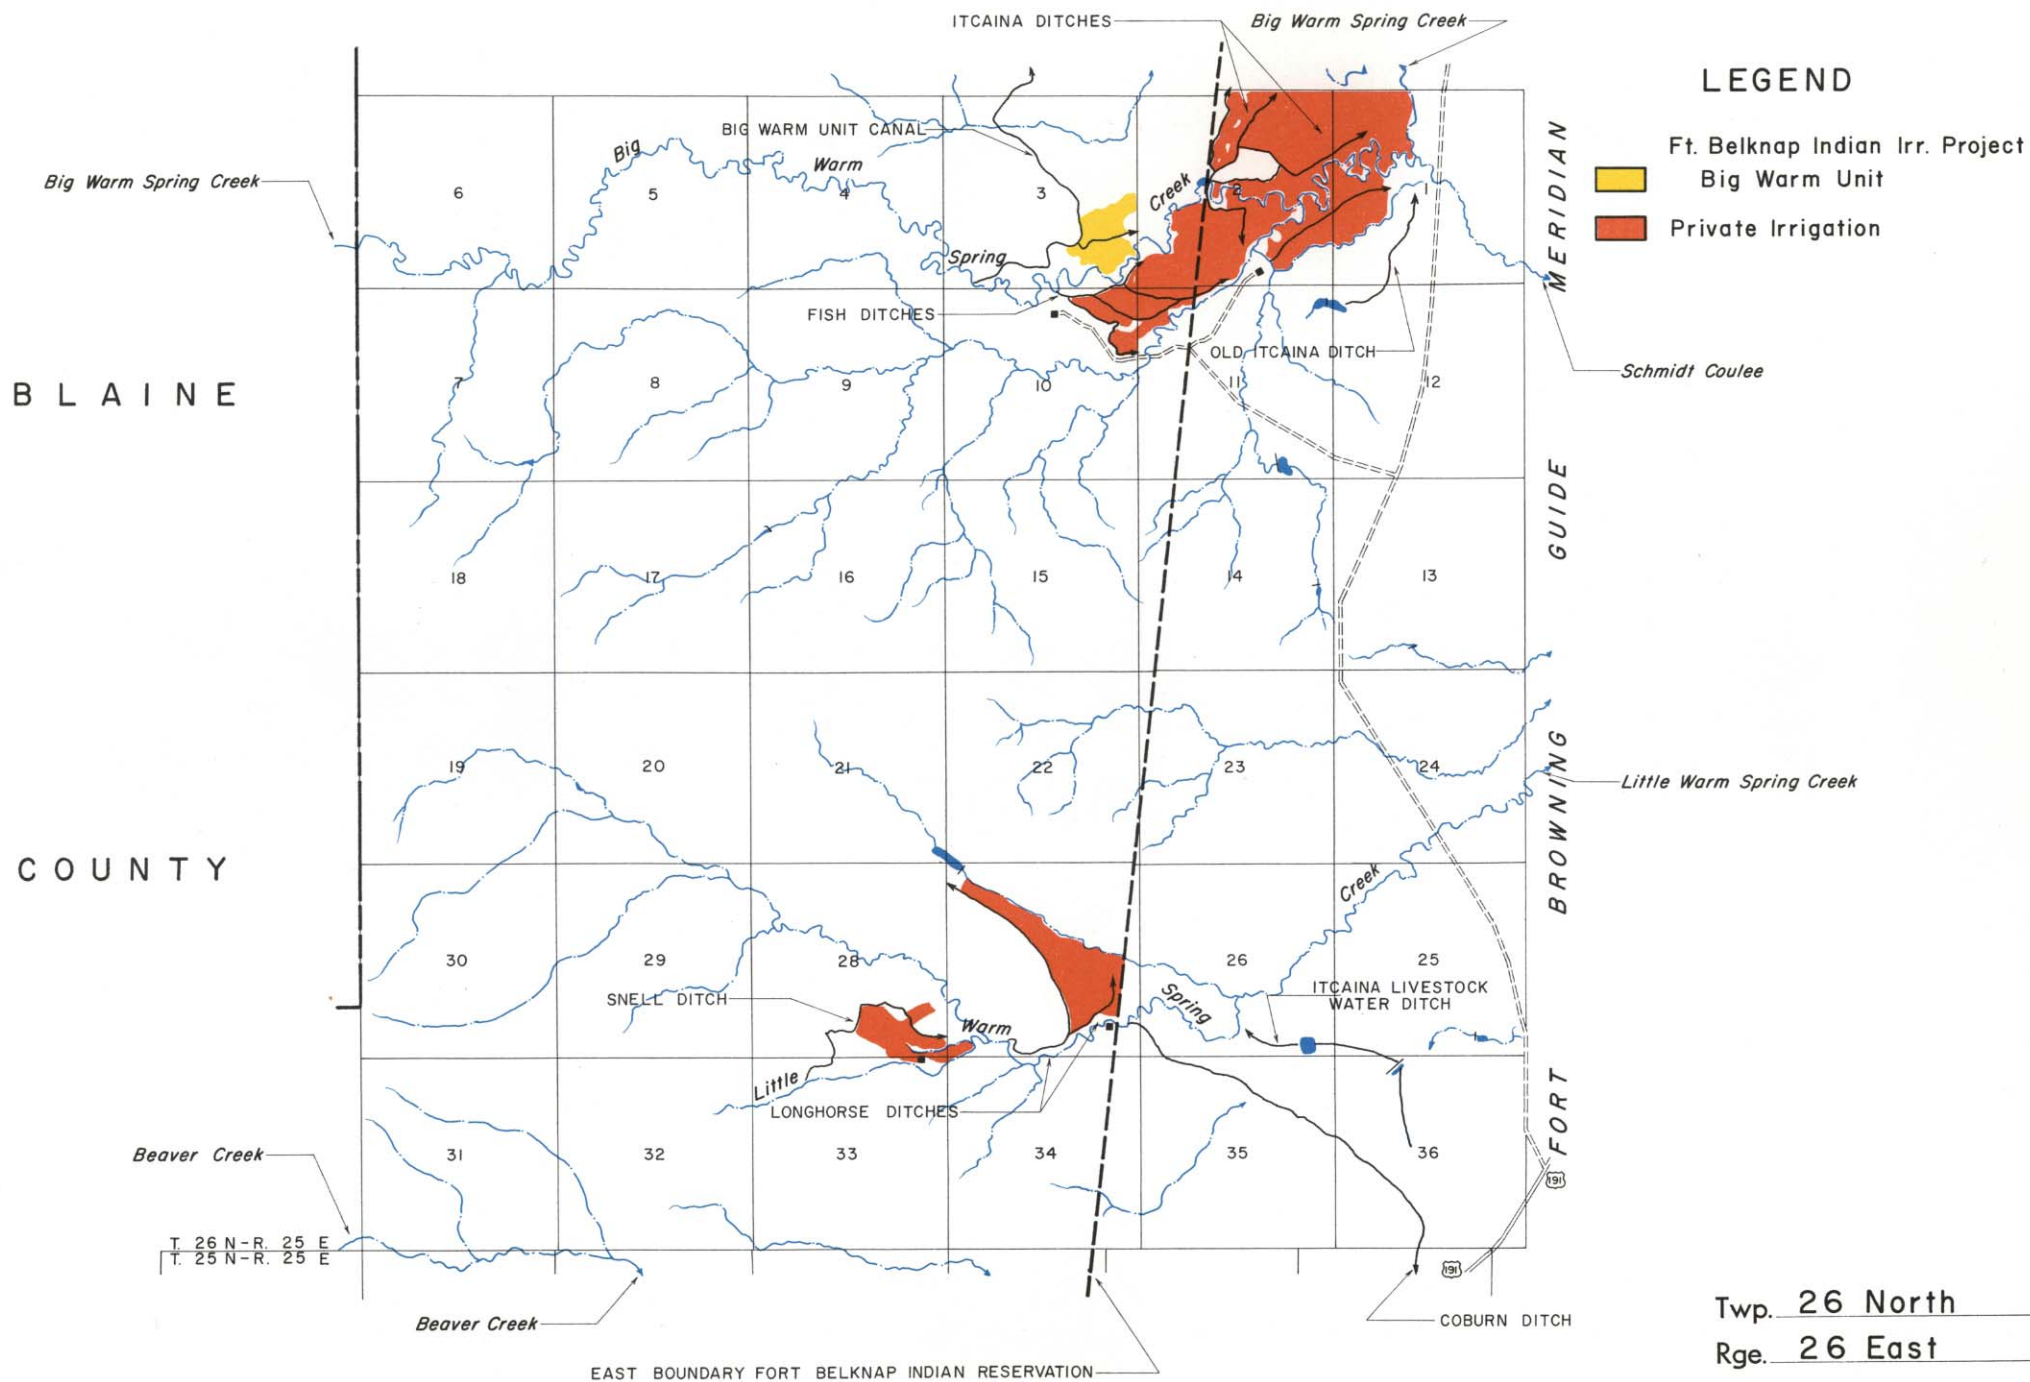 ITCAINA DITCHES
Big Warm Spring Creek
LEGEND
Ft. Belknap Indian Irr. Project
Big Warm Unit
Private Irrigation
BIG WARM UNIT CANAL
Big
Warm
Spring
Creek
Big Warm Spring Creek
6
5
4
3
2
1
FISH DITCHES
OLD ITCAINA DITCH
Schmidt Coulee
BLAINE
7
8
9
10
11
12
18
17
16
15
14
13
19
20
21
22
23
24
Little Warm Spring Creek
COUNTY
Creek
30
29
28
26
25
SNELL DITCH
Warm
Spring
ITCAINA LIVESTOCK
WATER DITCH
Little
LONGHORSE DITCHES
Beaver Creek
31
32
33
34
35
36
191
T. 26 N-R. 25 E
T. 25 N-R. 25 E
191
Beaver Creek
COBURN DITCH
EAST BOUNDARY FORT BELKNAP INDIAN RESERVATION
FORT BROWNING GUIDE MERIDIAN
Twp. 26 North
Rge. 26 East